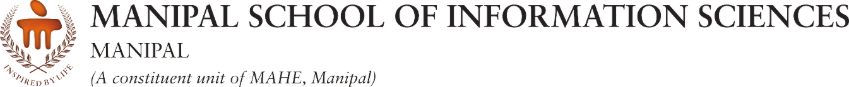 MANIPAL SCHOOL OF INFORMATION SCIENCES
MANIPAL
(A constituent unit of MAHE, Manipal)
INSPIRED BY LIFE